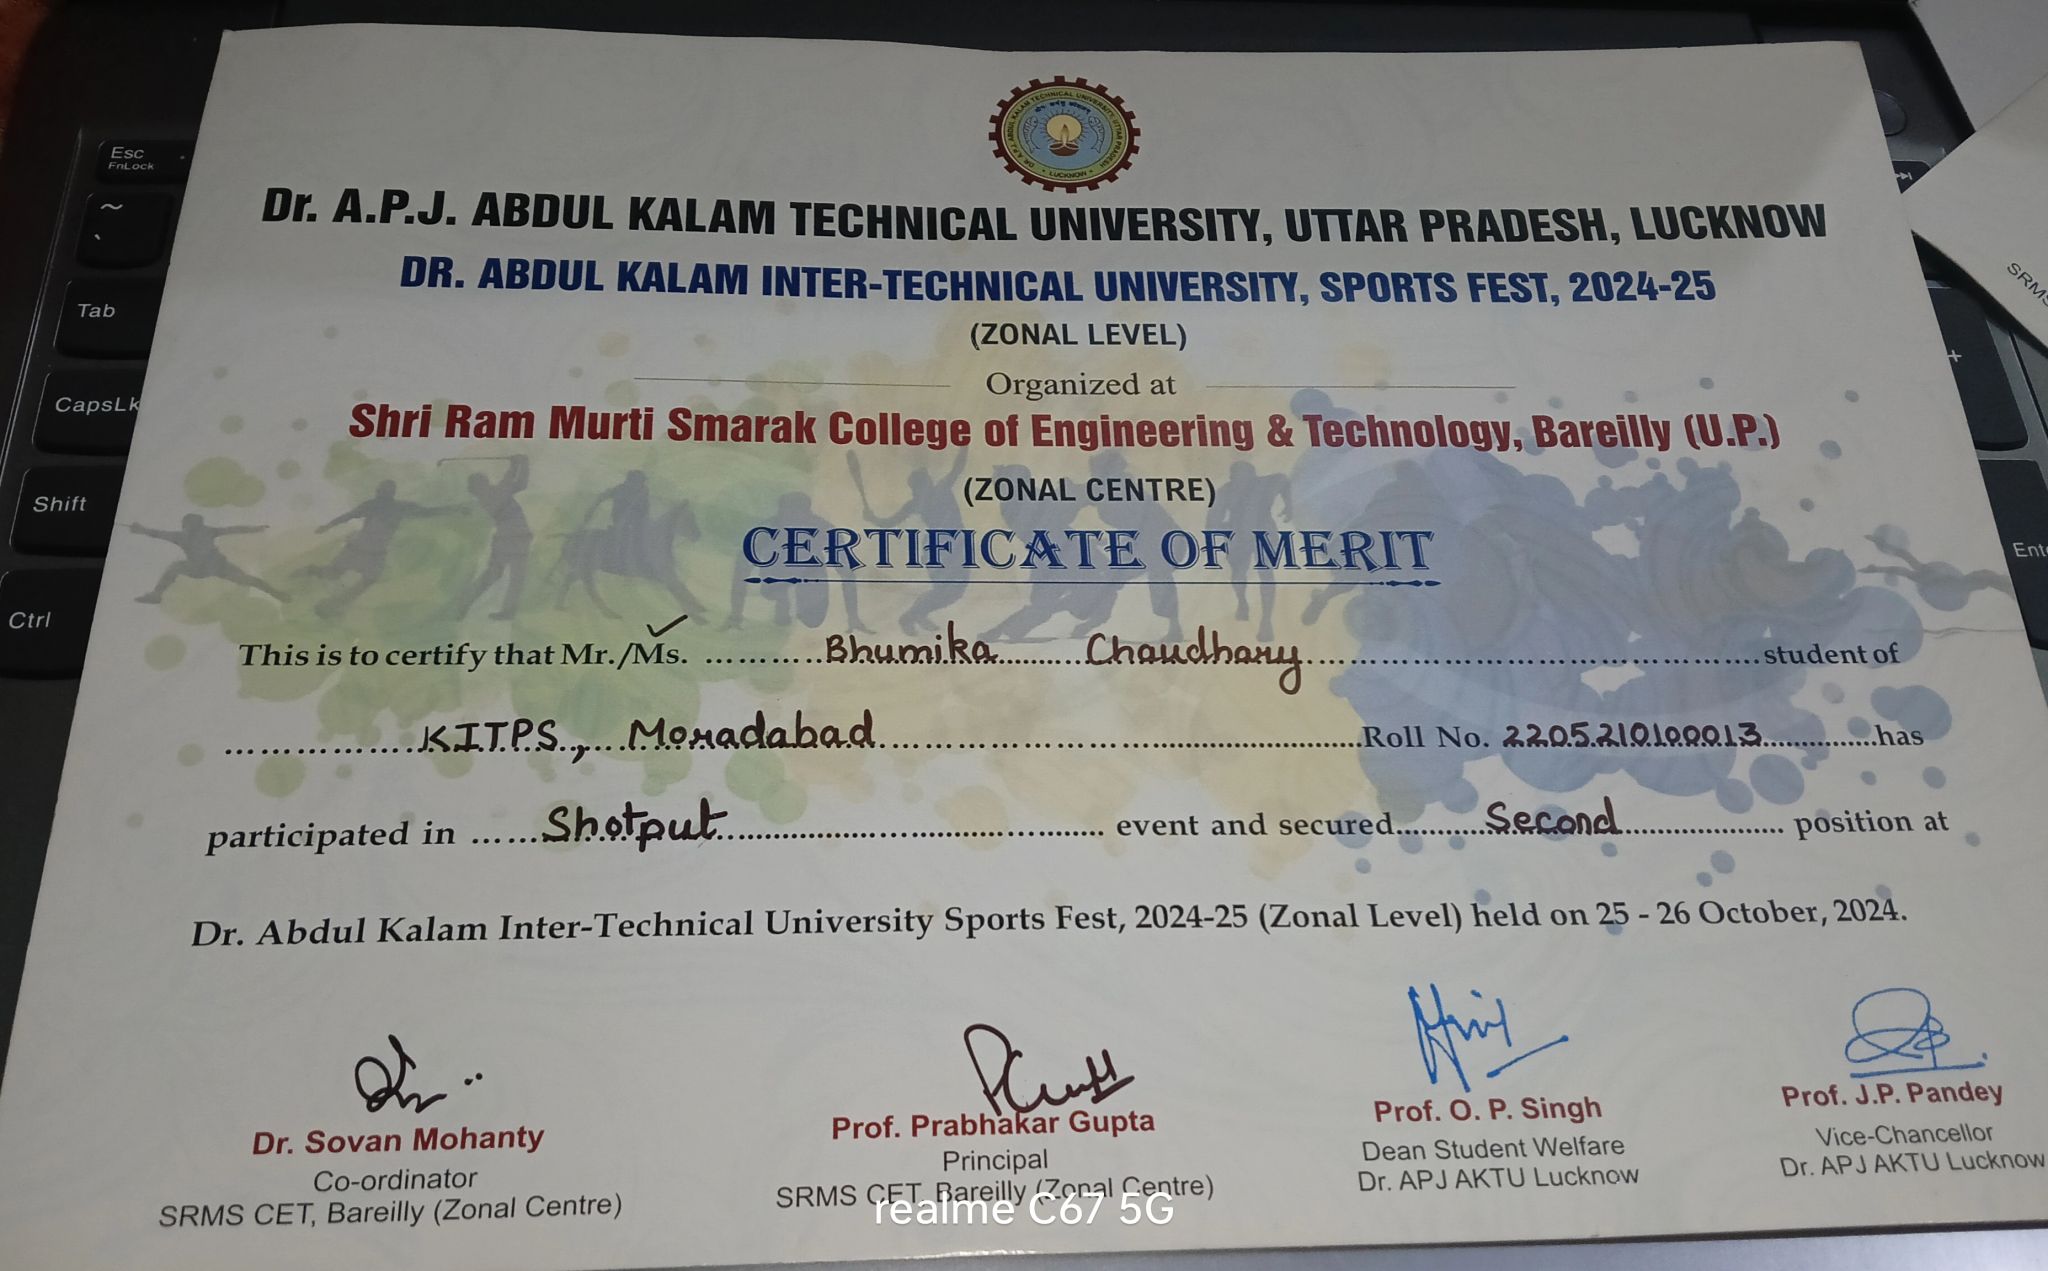 Dr. A.P.J. ABDUL KALAM TECHNICAL UNIVERSITY, UTTAR PRADESH, LUCKNOW
DR. ABDUL KALAM INTER-TECHNICAL UNIVERSITY, SPORTS FEST, 2024-25
(ZONAL LEVEL)
Organized at
Shri Ram Murti Smarak College of Engineering & Technology, Bareilly (U.P.)
(ZONAL CENTRE)
CERTIFICATE OF MERIT
This is to certify that Mr./Ms. Bhumika Chaudhary student of
KITPS, Moradabad Roll No. 2205210100013 has
participated in Shotput event and secured Second position at
Dr. Abdul Kalam Inter-Technical University Sports Fest, 2024-25 (Zonal Level) held on 25 - 26 October, 2024.
Dr. Sovan Mohanty
Co-ordinator
SRMS CET, Bareilly (Zonal Centre)
Prof. Prabhakar Gupta
Principal
SRMS CET, Bareilly (Zonal Centre)
Prof. O. P. Singh
Dean Student Welfare
Dr. APJ AKTU Lucknow
Prof. J.P. Pandey
Vice-Chancellor
Dr. APJ AKTU Lucknow
realme C67 5G
Esc
FnLock
~
`
Tab
CapsLk
Shift
Ctrl
+
SRMS